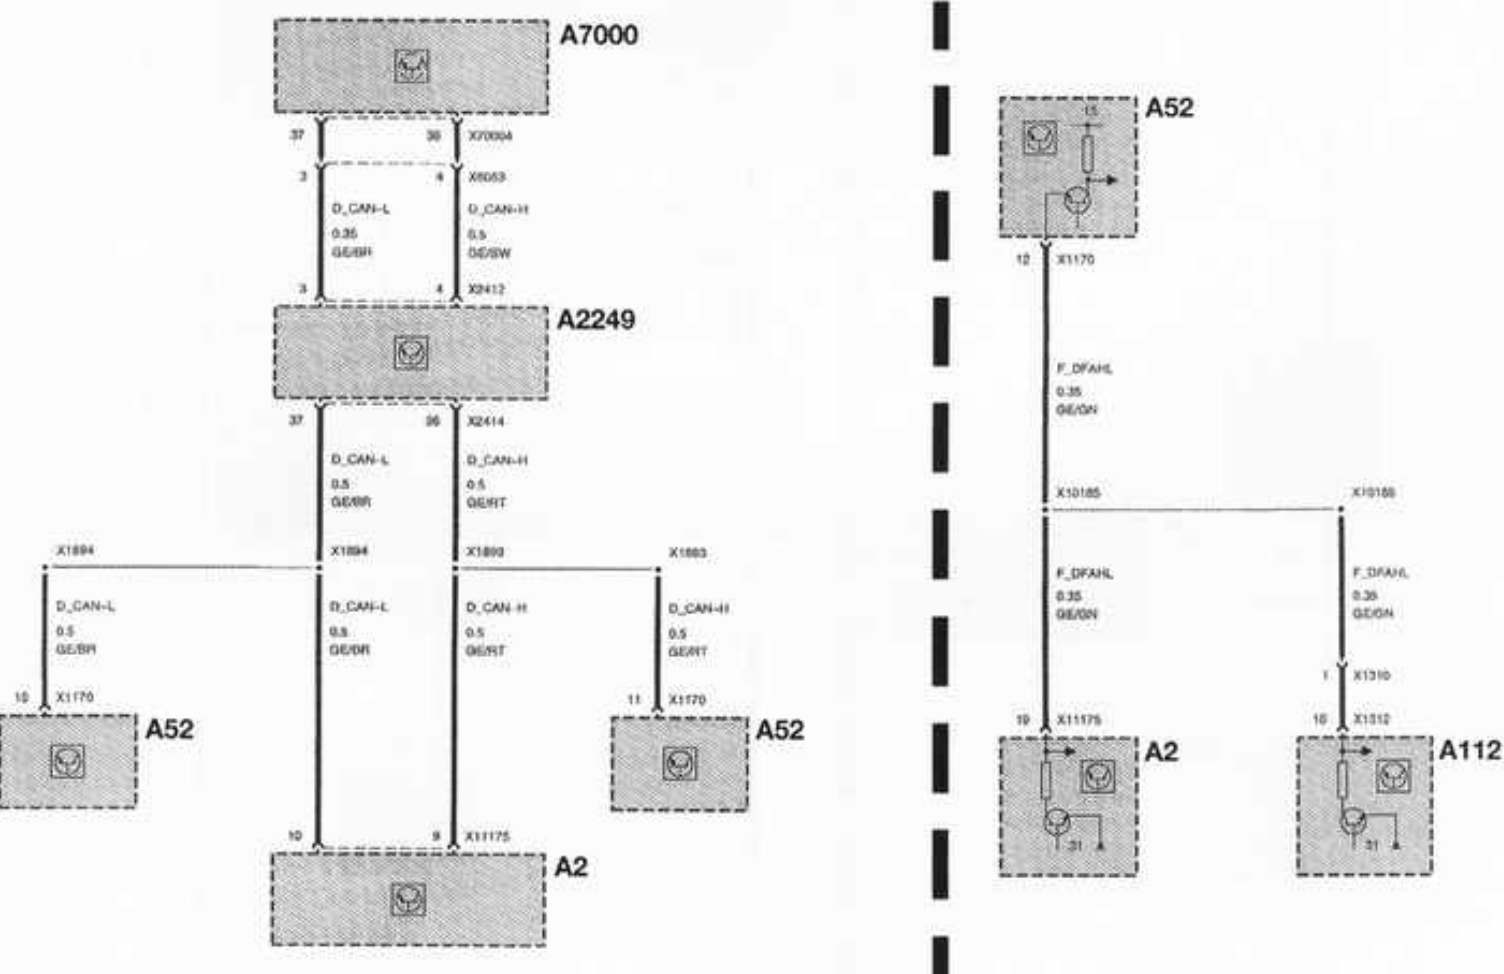 A7000
37 36 X70004
3 4 X6053
D_CAN-L D_CAN-H
0.35 0.5
GE/BR GE/SW
3 4 X2412
A2249
37 36 X2414
D_CAN-L D_CAN-H
0.5 0.5
GE/BR GE/RT
X1894 X1894 X1893 X1893
D_CAN-L D_CAN-L D_CAN-H D_CAN-H
0.5 0.5 0.5 0.5
GE/BR GE/BR GE/RT GE/RT
10 X1170 11 X1170
A52 A52
10 9 X11175
A2
A52
15
12 X1170
F_DFAHL
0.35
GE/GN
X10185 X10185
F_DFAHL F_DFAHL
0.35 0.35
GE/GN GE/GN
1 X1310
19 X11175 16 X1312
A2 A112
31 31